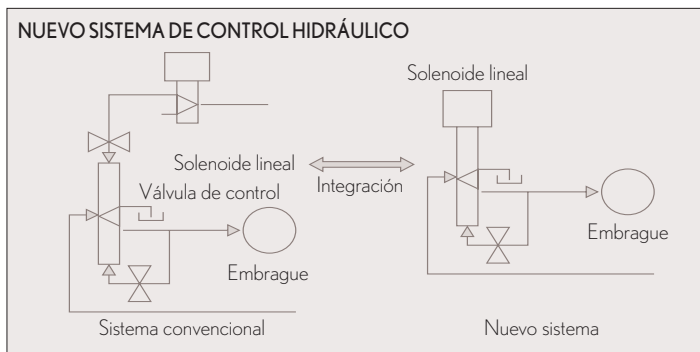 NUEVO SISTEMA DE CONTROL HIDRÁULICO
Solenoide lineal
Solenoide lineal
Integración
Válvula de control
Embrague
Embrague
Sistema convencional
Nuevo sistema